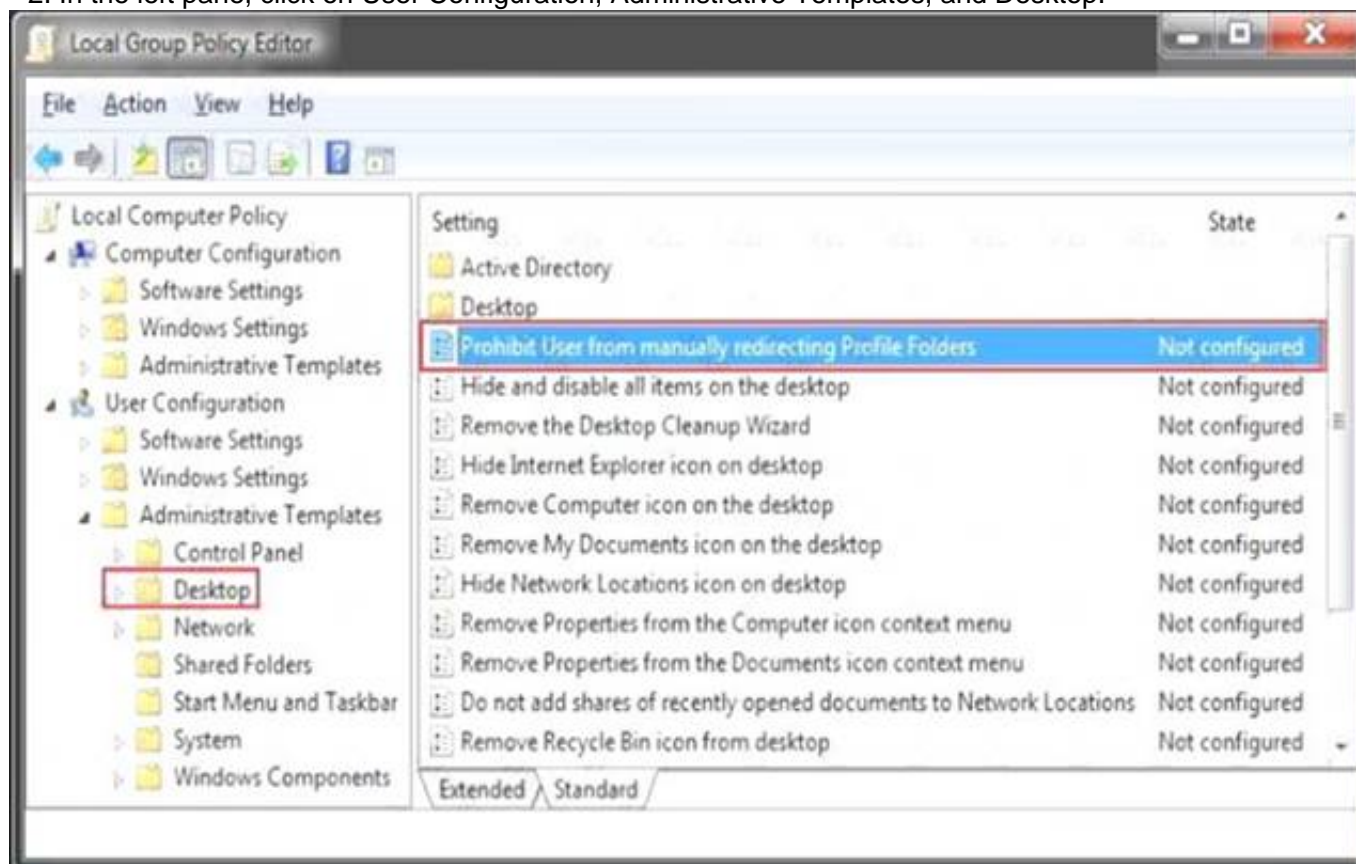 2. In the left pane, click on User Configuration, Administrative Templates, and Desktop.
Local Group Policy Editor
File Action View Help
Local Computer Policy
Computer Configuration
Software Settings
Windows Settings
Administrative Templates
User Configuration
Software Settings
Windows Settings
Administrative Templates
Control Panel
Desktop
Network
Shared Folders
Start Menu and Taskbar
System
Windows Components
Setting State
Active Directory
Desktop
Prohibit User from manually redirecting Profile Folders Not configured
Hide and disable all items on the desktop Not configured
Remove the Desktop Cleanup Wizard Not configured
Hide Internet Explorer icon on desktop Not configured
Remove Computer icon on the desktop Not configured
Remove My Documents icon on the desktop Not configured
Hide Network Locations icon on desktop Not configured
Remove Properties from the Computer icon context menu Not configured
Remove Properties from the Documents icon context menu Not configured
Do not add shares of recently opened documents to Network Locations Not configured
Remove Recycle Bin icon from desktop Not configured
Extended Standard